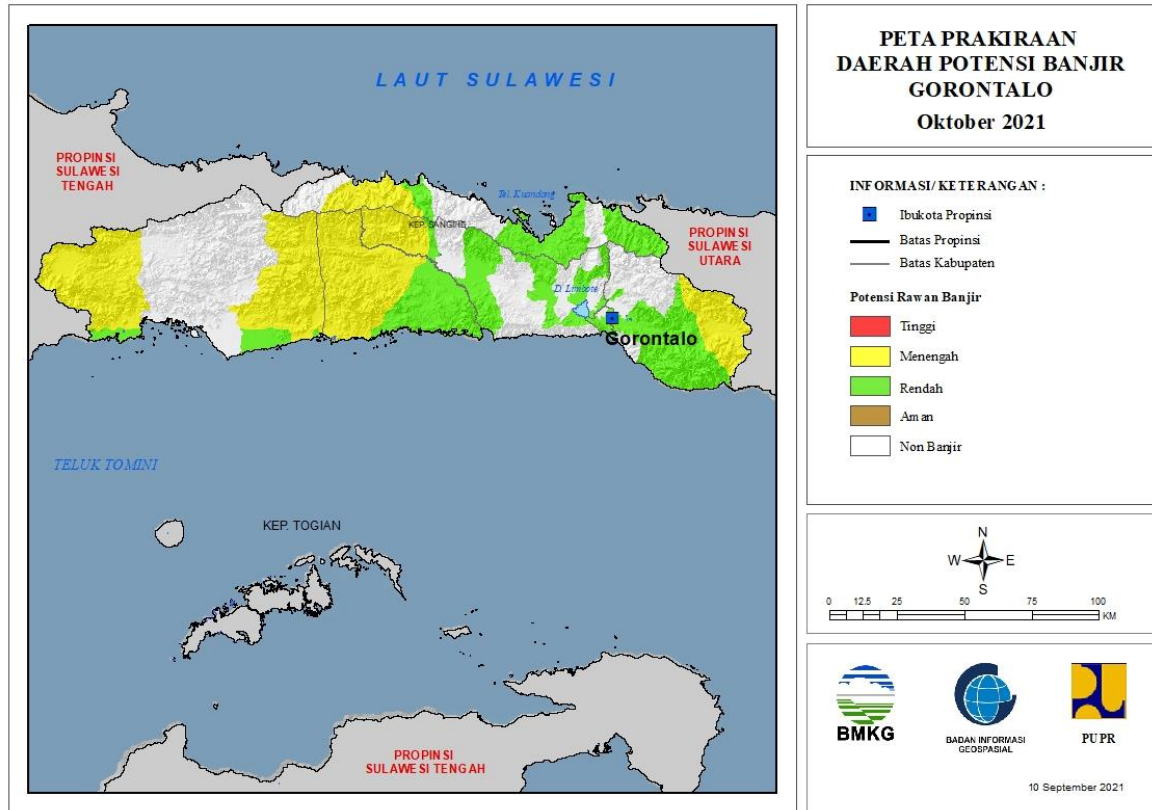 LAUT SULAWESI
PROPINSI
SULAWESI
TENGAH
Tel. Kuandang
KEP. SANGIHE
PROPINSI
SULAWESI
UTARA
D. Limboto
Gorontalo
TELUK TOMINI
KEP. TOGIAN
PROPINSI
SULAWESI TENGAH
PETA PRAKIRAAN
DAERAH POTENSI BANJIR
GORONTALO
Oktober 2021
INFORMASI/ KETERANGAN :
Ibukota Propinsi
Batas Propinsi
Batas Kabupaten
Potensi Rawan Banjir
Tinggi
Menengah
Rendah
Aman
Non Banjir
N
W E
S
0 12.5 25 50 75 100
KM
BMKG
BADAN INFORMASI
GEOSPASIAL
PUPR
10 September 2021